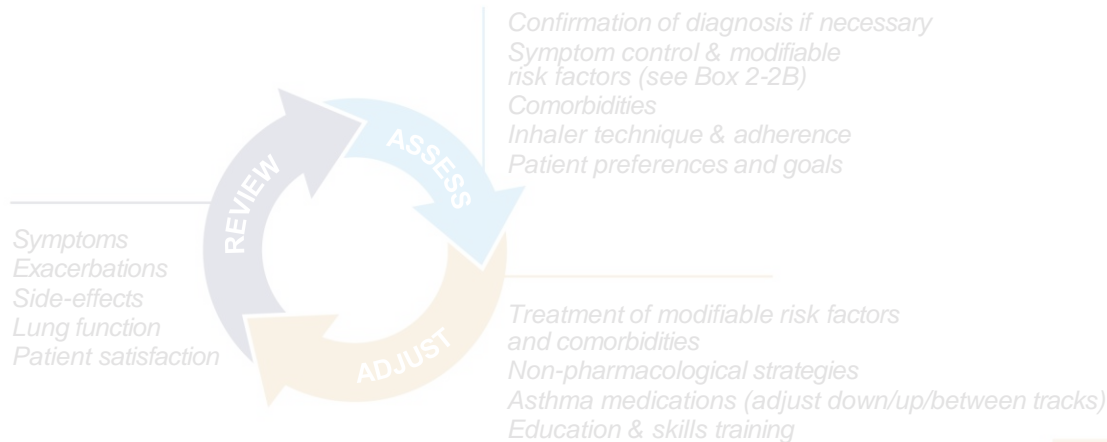 Confirmation of diagnosis if necessary
Symptom control & modifiable
risk factors (see Box 2-2B)
Comorbidities
Inhaler technique & adherence
Patient preferences and goals
ASSESS
REVIEW
Symptoms
Exacerbations
Side-effects
Lung function
Patient satisfaction
ADJUST
Treatment of modifiable risk factors
and comorbidities
Non-pharmacological strategies
Asthma medications (adjust down/up/between tracks)
Education & skills training